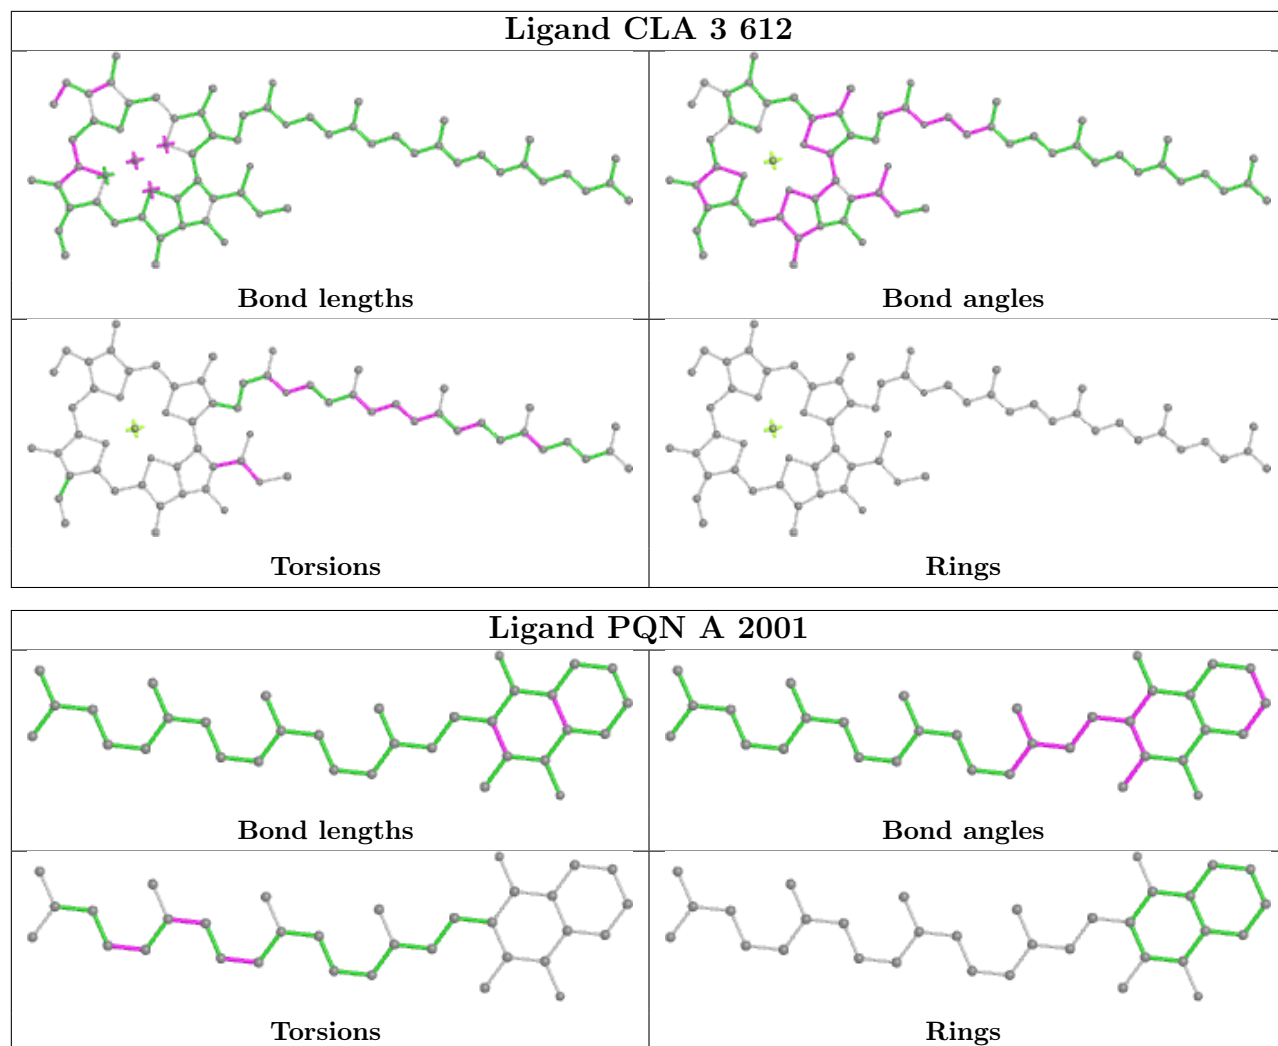 Ligand CLA 3 612
Bond lengths
Bond angles
Torsions
Rings
Ligand PQN A 2001
Bond lengths
Bond angles
Torsions
Rings